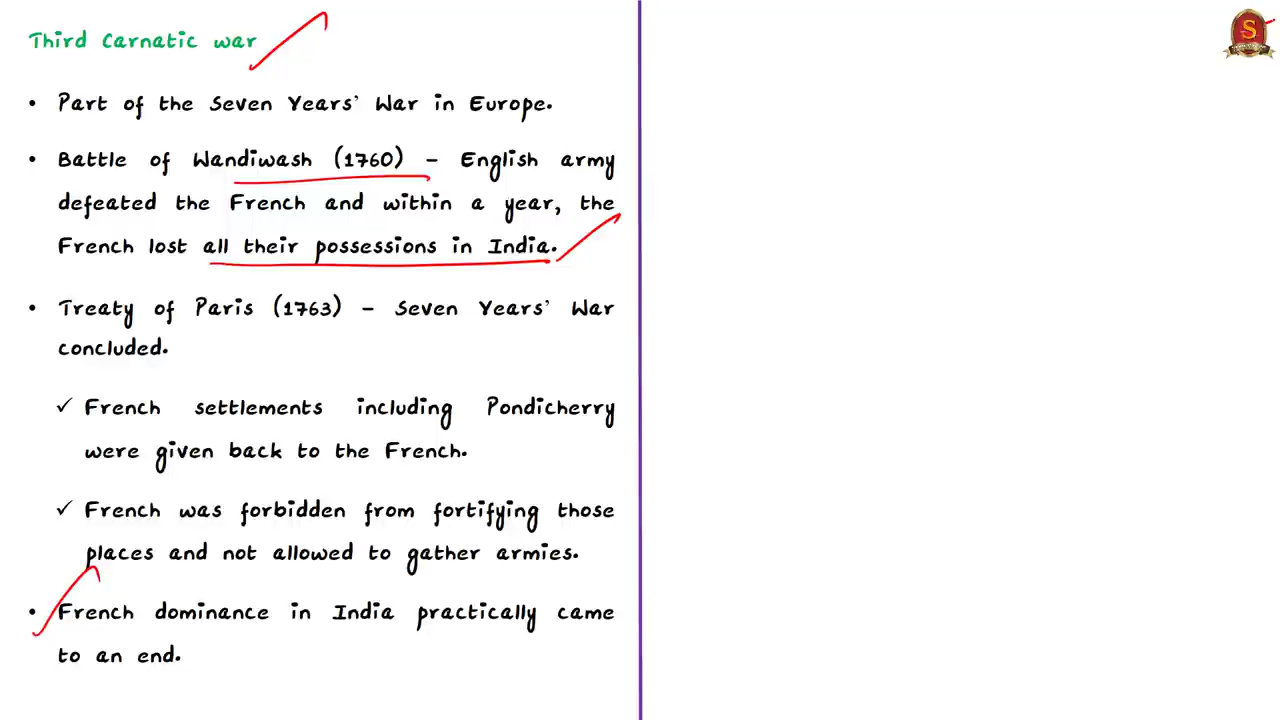 Third Carnatic war
• Part of the Seven Years' War in Europe.
• Battle of Wandiwash (1760) – English army
defeated the French and within a year, the
French lost all their possessions in India.
• Treaty of Paris (1763) – Seven Years' War
concluded.
✓ French settlements including Pondicherry
were given back to the French.
✓ French was forbidden from fortifying those
places and not allowed to gather armies.
• French dominance in India practically came
to an end.
S